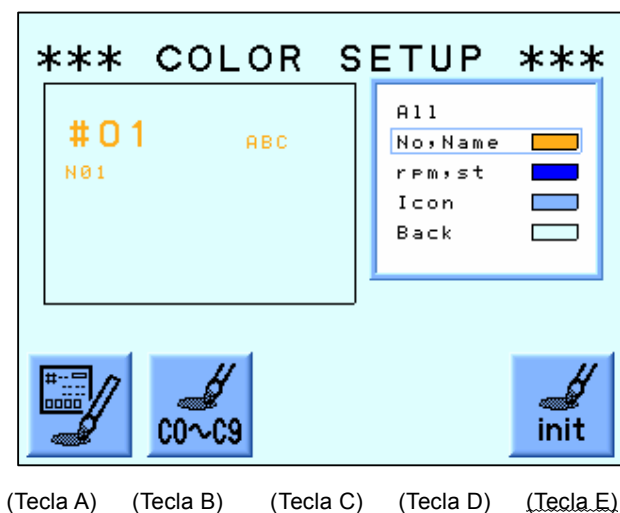 *** COLOR SETUP ***
#01 ABC
N01
All
No,Name
rpm,st
Icon
Back
#--
0000
C0~C9
init
(Tecla A) (Tecla B) (Tecla C) (Tecla D) (Tecla E)